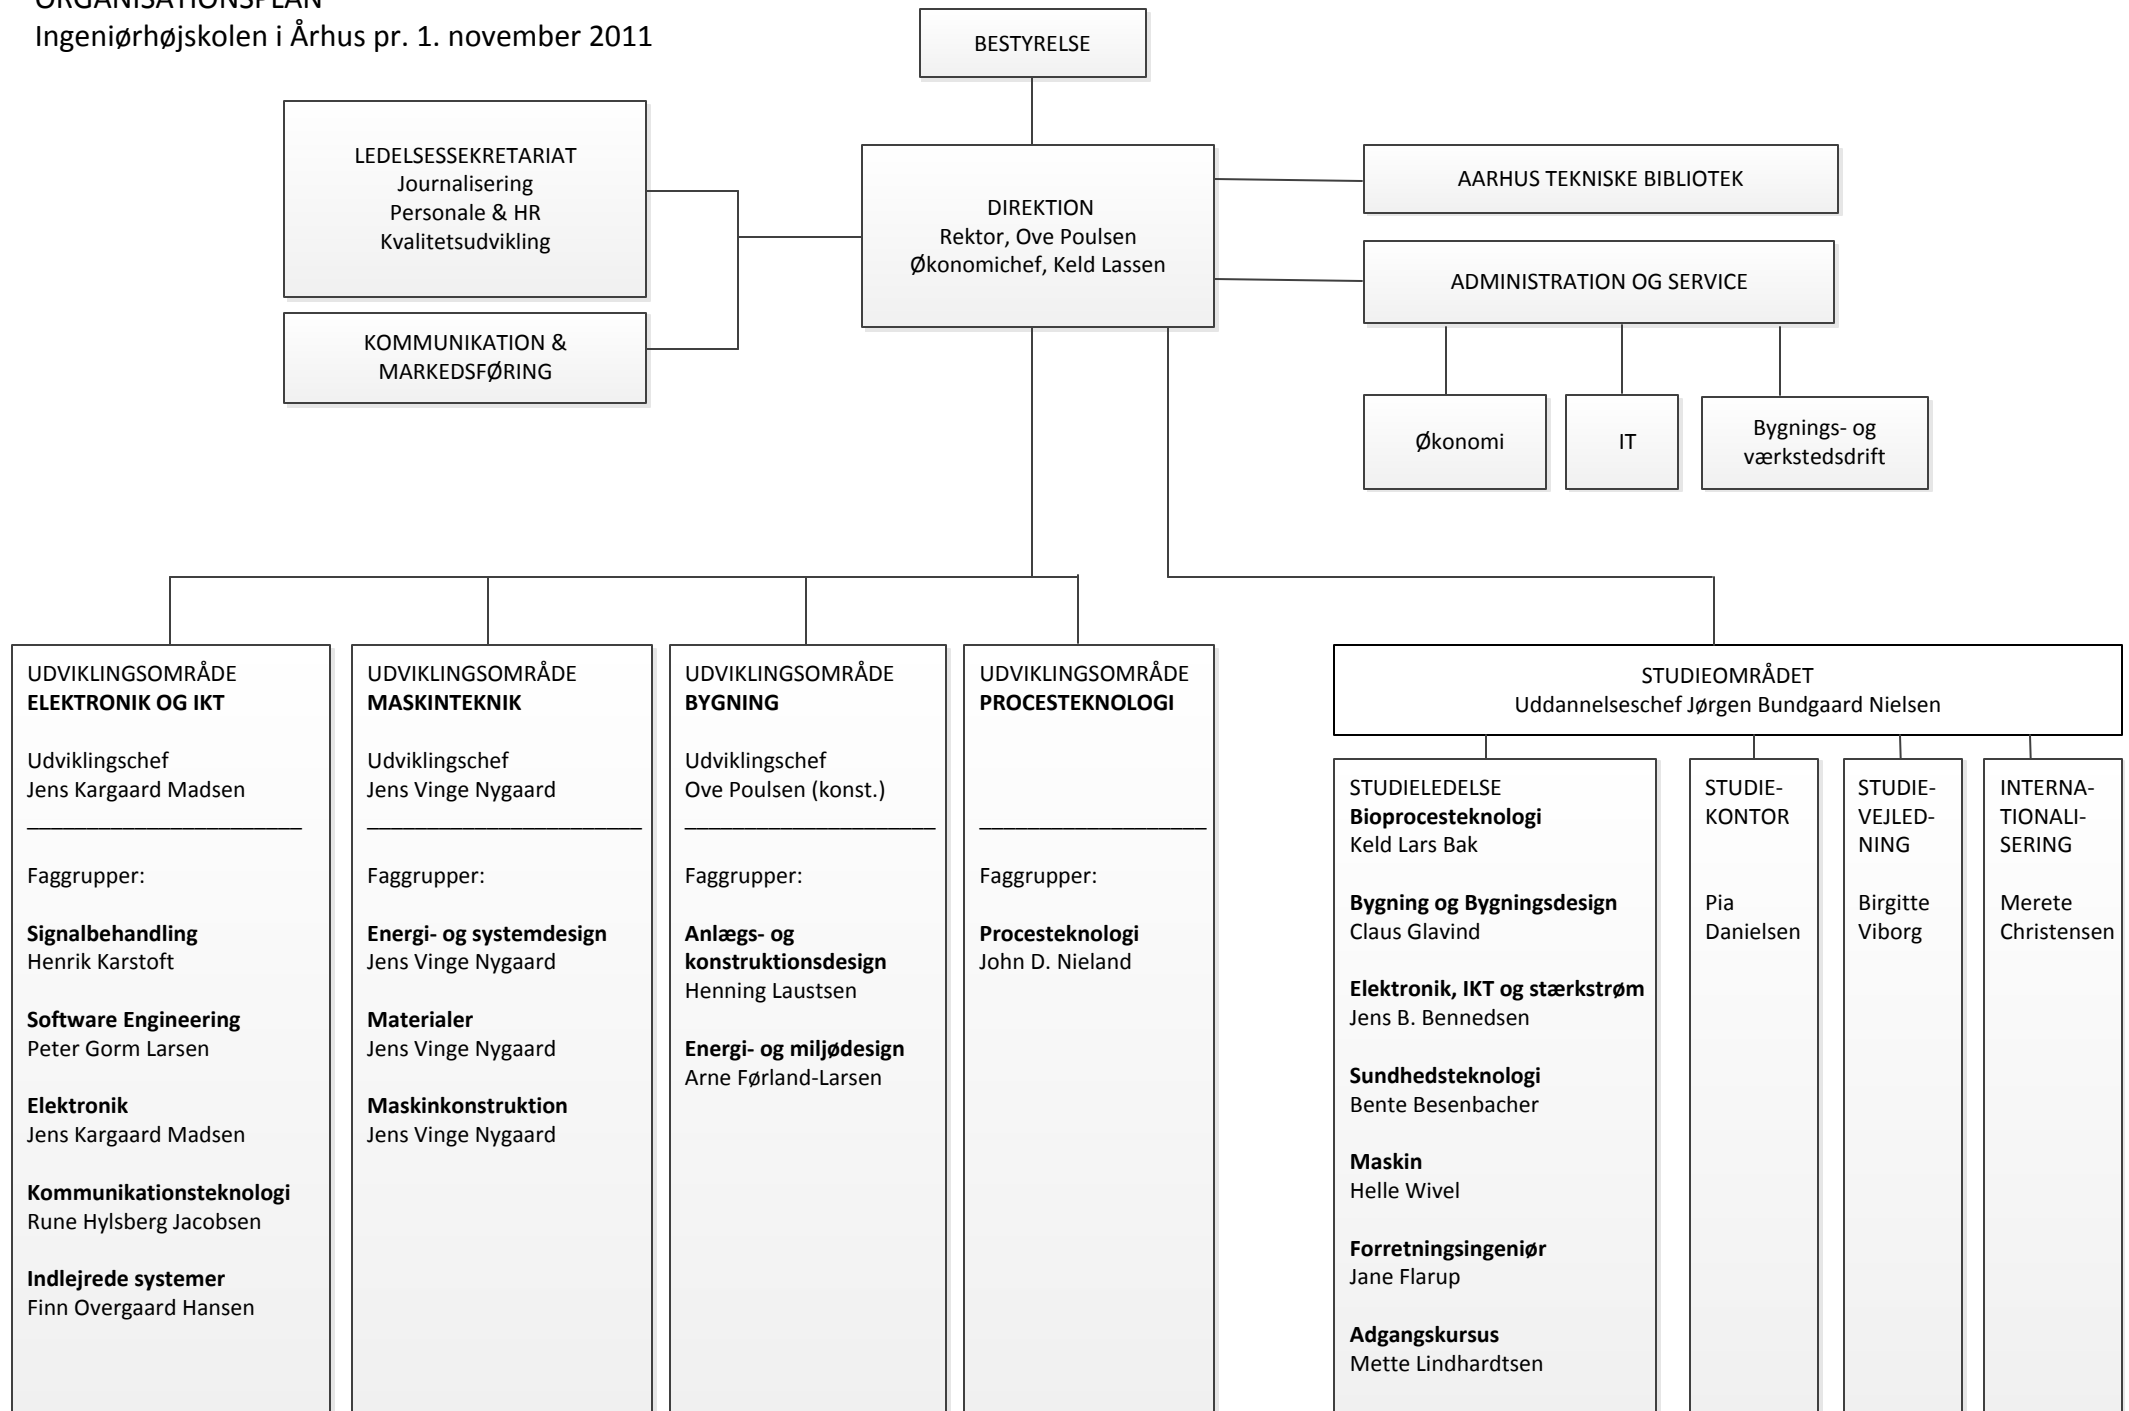 ORGANISATIONSPLAN
Ingeniørhøjskolen i Århus pr. 1. november 2011
BESTYRELSE
LEDELSESSEKRETARIAT
Journalisering
Personale & HR
Kvalitetsudvikling
KOMMUNIKATION &
MARKEDSFØRING
DIREKTION
Rektor, Ove Poulsen
Økonomichef, Keld Lassen
AARHUS TEKNISKE BIBLIOTEK
ADMINISTRATION OG SERVICE
Økonomi
IT
Bygnings- og
værkstedsdrift
UDVIKLINGSOMRÅDE
ELEKTRONIK OG IKT
Udviklingschef
Jens Kargaard Madsen
Faggrupper:
Signalbehandling
Henrik Karstoft
Software Engineering
Peter Gorm Larsen
Elektronik
Jens Kargaard Madsen
Kommunikationsteknologi
Rune Hylsberg Jacobsen
Indlejrede systemer
Finn Overgaard Hansen
UDVIKLINGSOMRÅDE
MASKINTEKNIK
Udviklingschef
Jens Vinge Nygaard
Faggrupper:
Energi- og systemdesign
Jens Vinge Nygaard
Materialer
Jens Vinge Nygaard
Maskinkonstruktion
Jens Vinge Nygaard
UDVIKLINGSOMRÅDE
BYGNING
Udviklingschef
Ove Poulsen (konst.)
Faggrupper:
Anlægs- og
konstruktionsdesign
Henning Laustsen
Energi- og miljødesign
Arne Førland-Larsen
UDVIKLINGSOMRÅDE
PROCESTEKNOLOGI
Faggrupper:
Procesteknologi
John D. Nieland
STUDIEOMRÅDET
Uddannelseschef Jørgen Bundgaard Nielsen
STUDIELEDELSE
Bioprocesteknologi
Keld Lars Bak
Bygning og Bygningsdesign
Claus Glavind
Elektronik, IKT og stærkstrøm
Jens B. Bennedsen
Sundhedsteknologi
Bente Besenbacher
Maskin
Helle Wivel
Forretningsingeniør
Jane Flarup
Adgangskursus
Mette Lindhardtsen
STUDIE-
KONTOR
Pia
Danielsen
STUDIE-
VEJLED-
NING
Birgitte
Viborg
INTERNA-
TIONALI-
SERING
Merete
Christensen